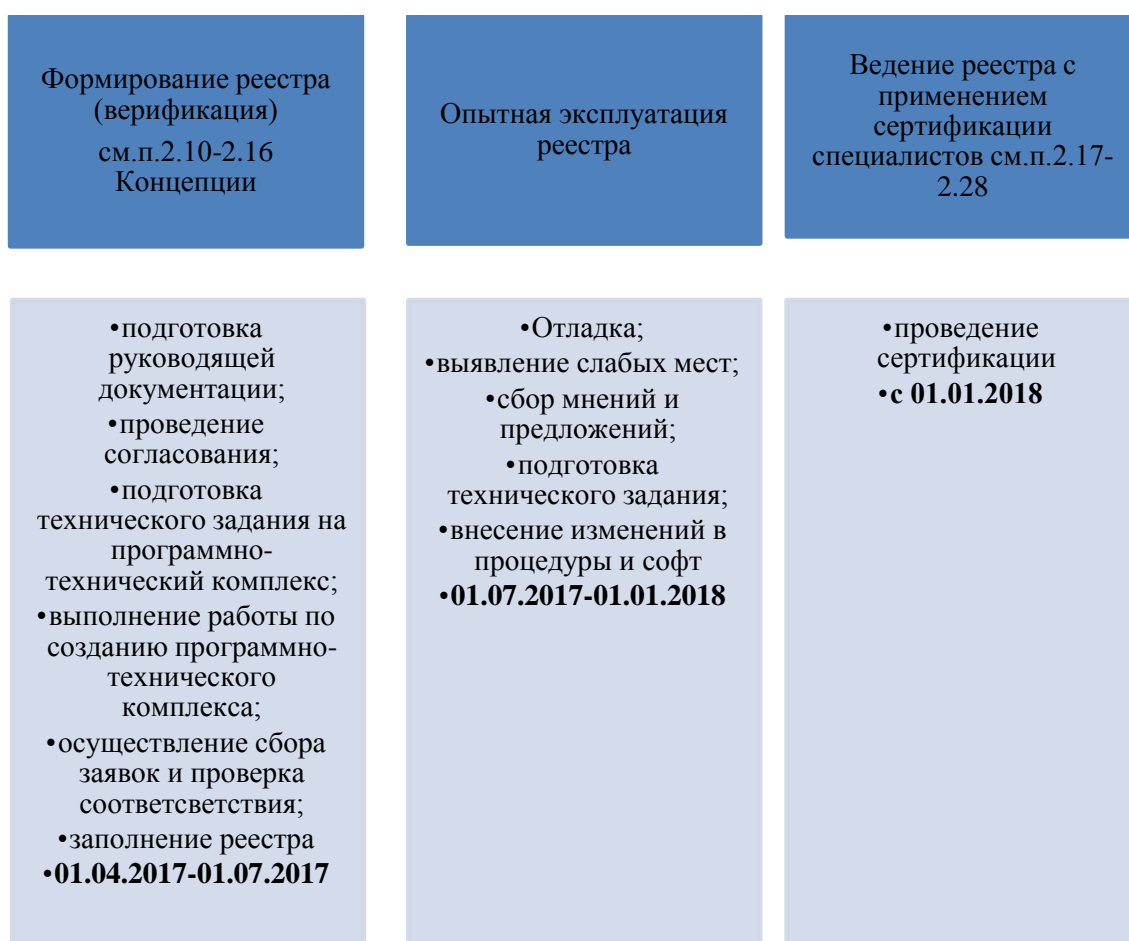 Формирование реестра
(верификация)
см.п.2.10-2.16
Концепции
Опытная эксплуатация
реестра
Ведение реестра с
применением
сертификации
специалистов см.п.2.17-
2.28
•подготовка
руководящей
документации;
•проведение
согласования;
•подготовка
технического задания на
программно-
технический комплекс;
•выполнение работы по
созданию программно-
технического
комплекса;
•осуществление сбора
заявок и проверка
соответсветствия;
•заполнение реестра
•01.04.2017-01.07.2017
•Отладка;
•выявление слабых мест;
•сбор мнений и
предложений;
•подготовка
технического задания;
•внесение изменений в
процедуры и софт
•01.07.2017-01.01.2018
•проведение
сертификации
•с 01.01.2018